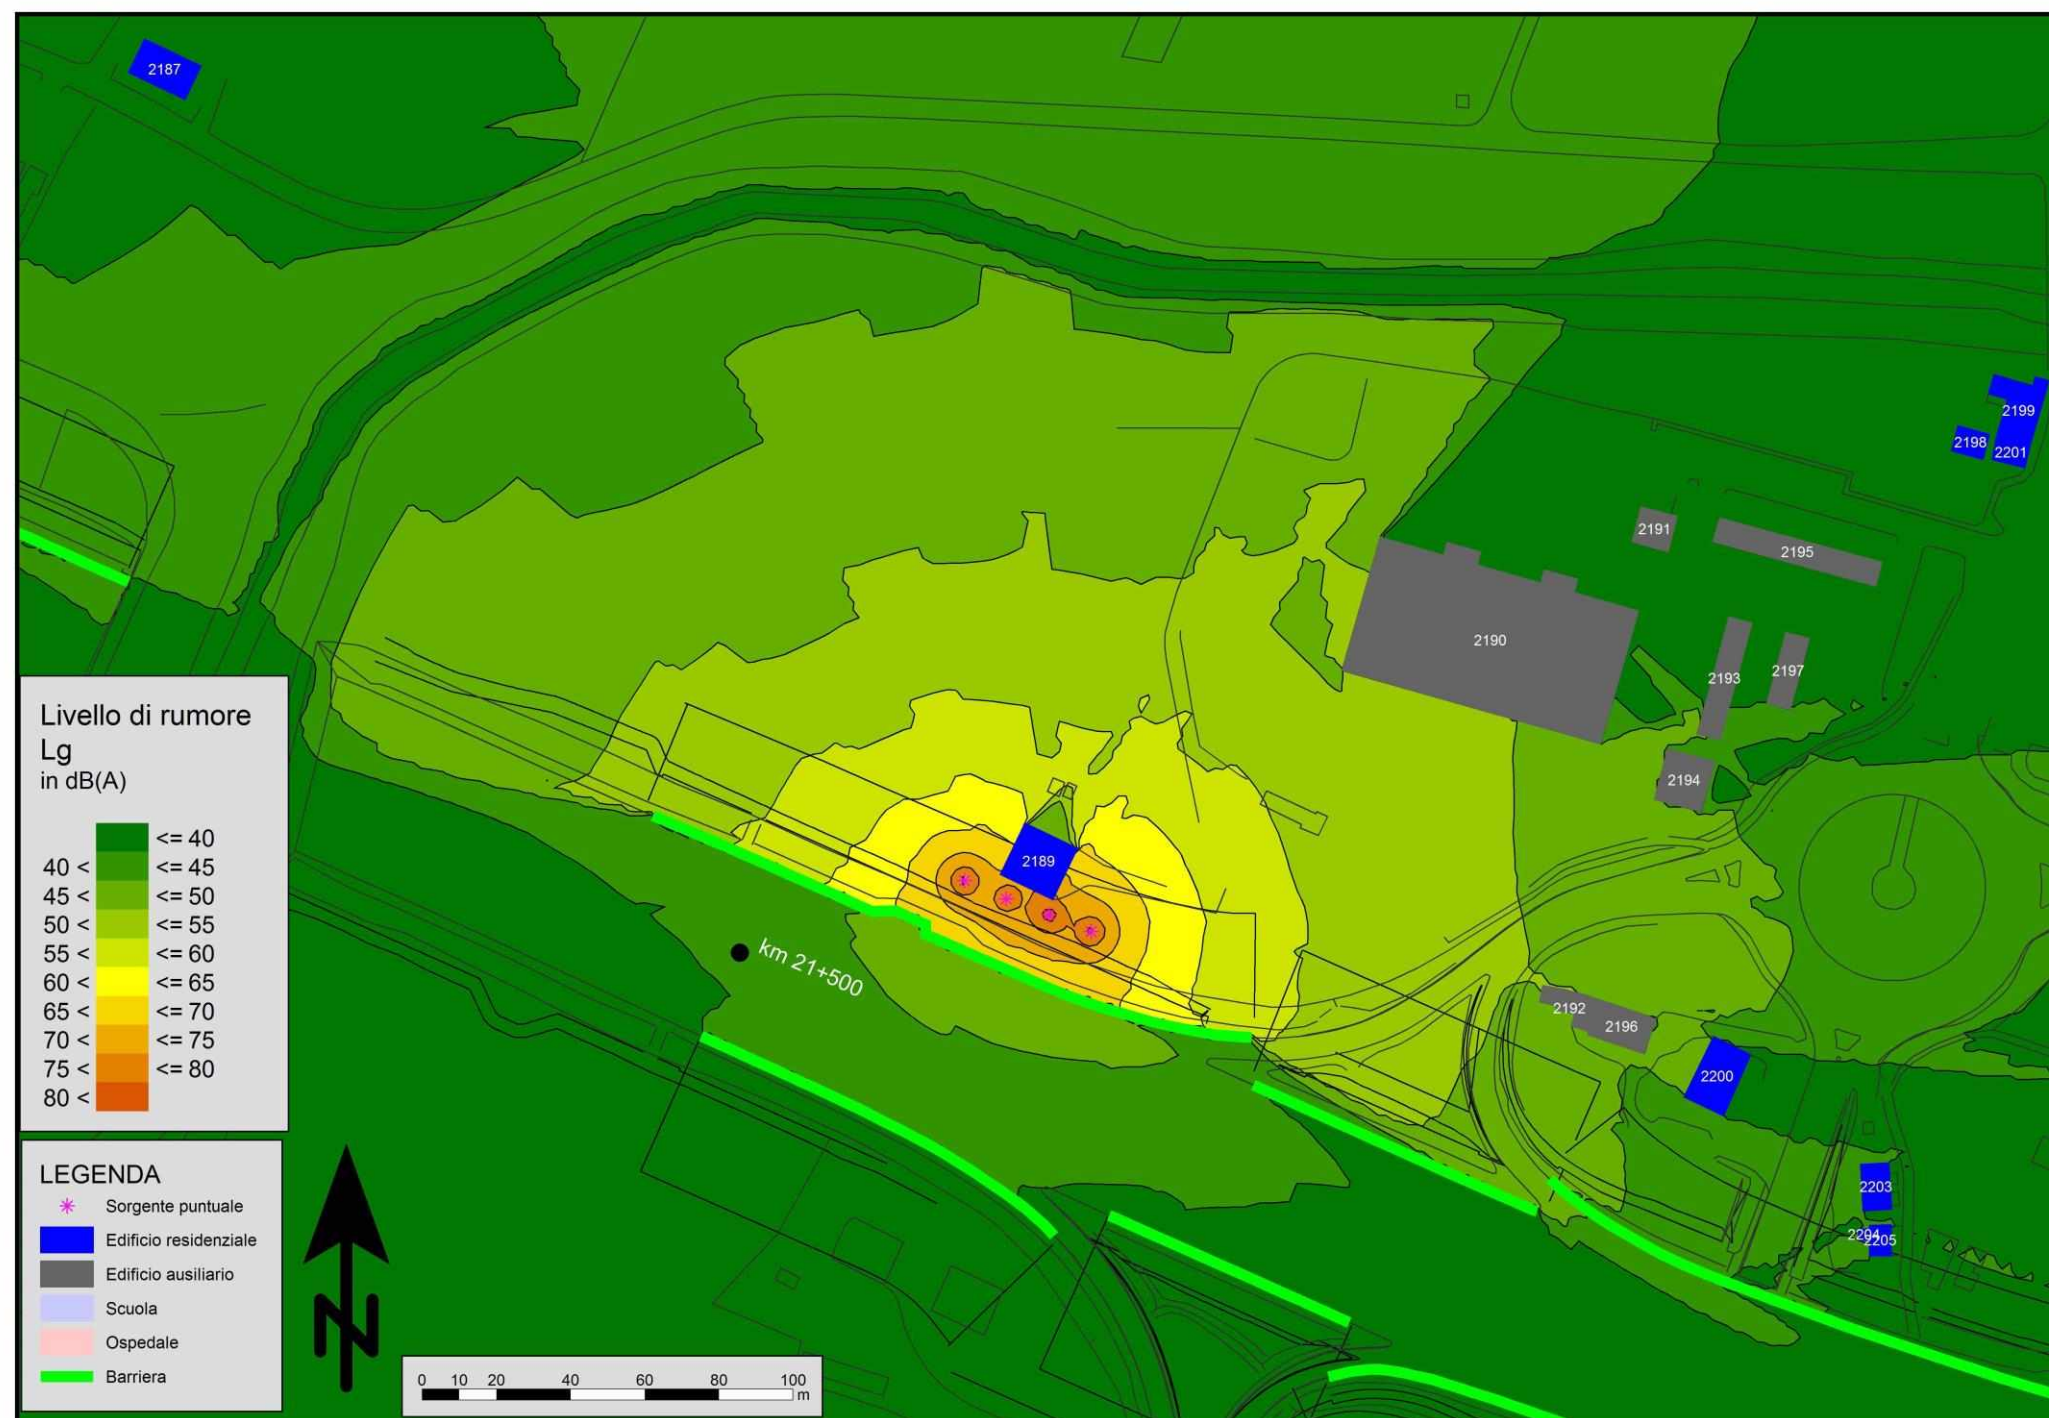 2187
2199
2198
2201
2191
2195
2190
2193
2197
2194
2189
km 21+500
2192
2196
2200
2203
2204
2205
Livello di rumore
Lg
in dB(A)
<= 40
40 < <= 45
45 < <= 50
50 < <= 55
55 < <= 60
60 < <= 65
65 < <= 70
70 < <= 75
75 < <= 80
80 <
LEGENDA
Sorgente puntuale
Edificio residenziale
Edificio ausiliario
Scuola
Ospedale
Barriera
N
0 10 20 40 60 80 100
m